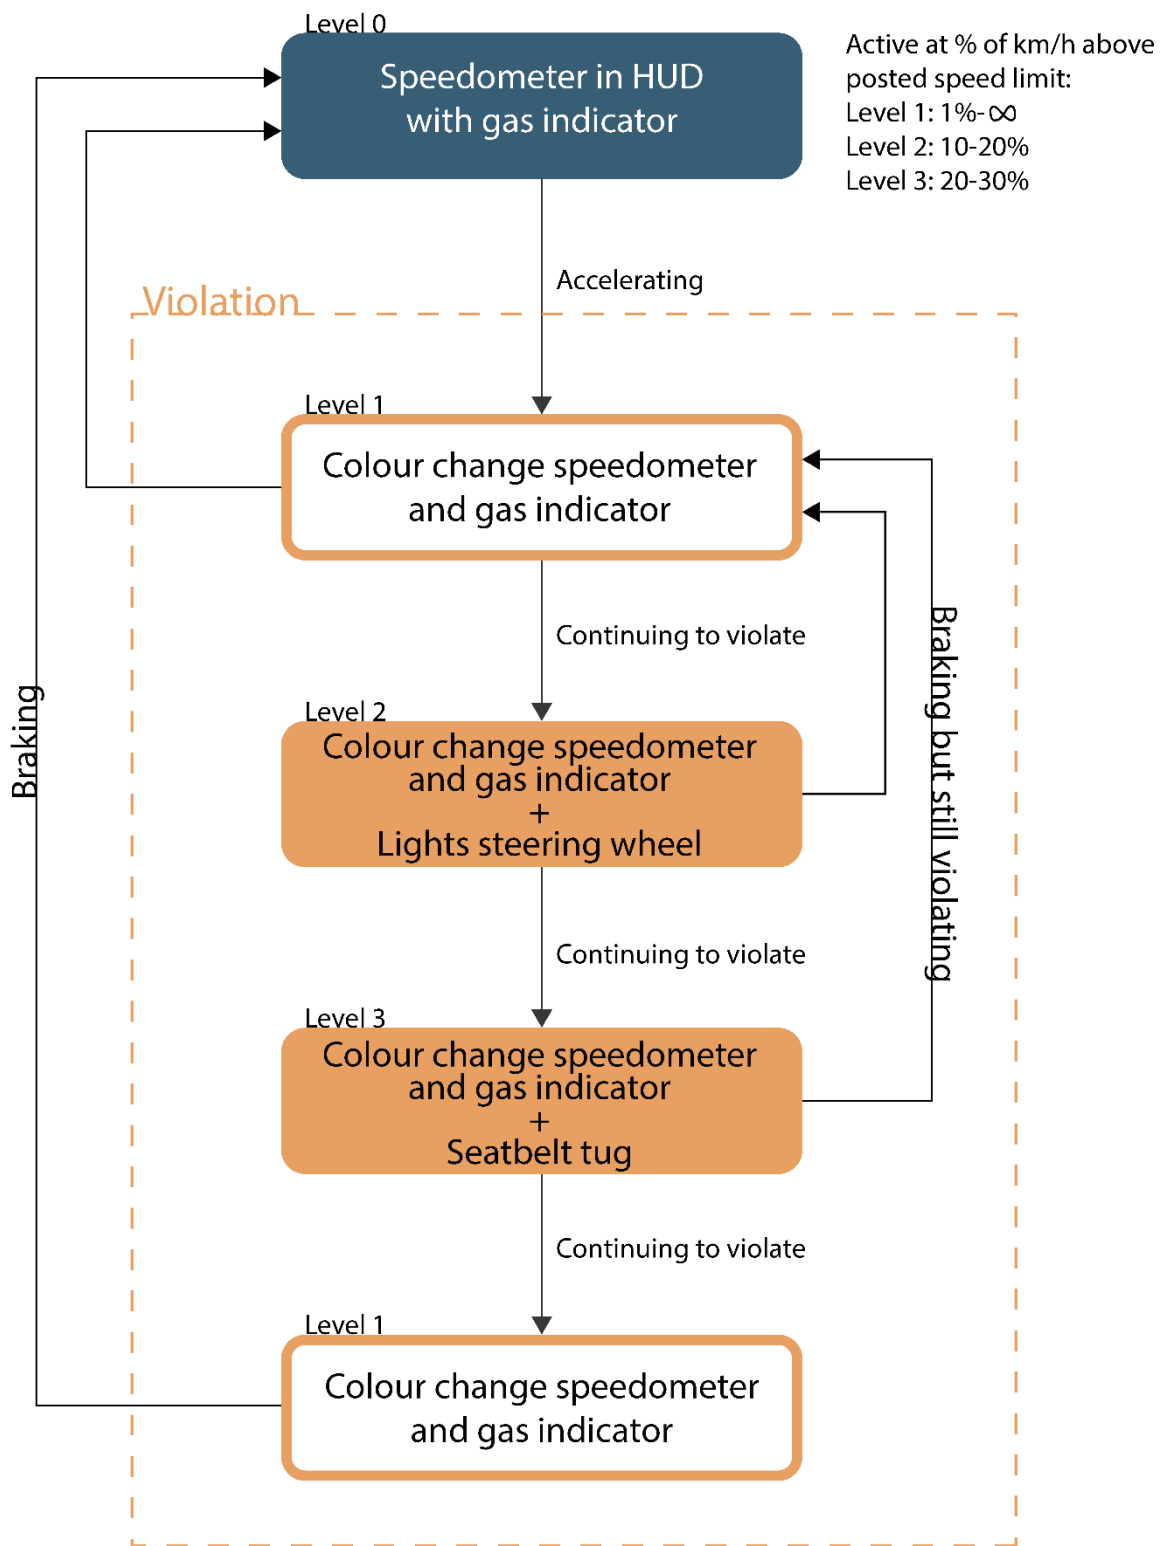 Level 0
Speedometer in HUD
with gas indicator
Active at % of km/h above
posted speed limit:
Level 1: 1%-∞
Level 2: 10-20%
Level 3: 20-30%
Accelerating
Violation
Level 1
Colour change speedometer
and gas indicator
Continuing to violate
Level 2
Colour change speedometer
and gas indicator
+
Lights steering wheel
Braking
Braking but still violating
Continuing to violate
Level 3
Colour change speedometer
and gas indicator
+
Seatbelt tug
Continuing to violate
Level 1
Colour change speedometer
and gas indicator